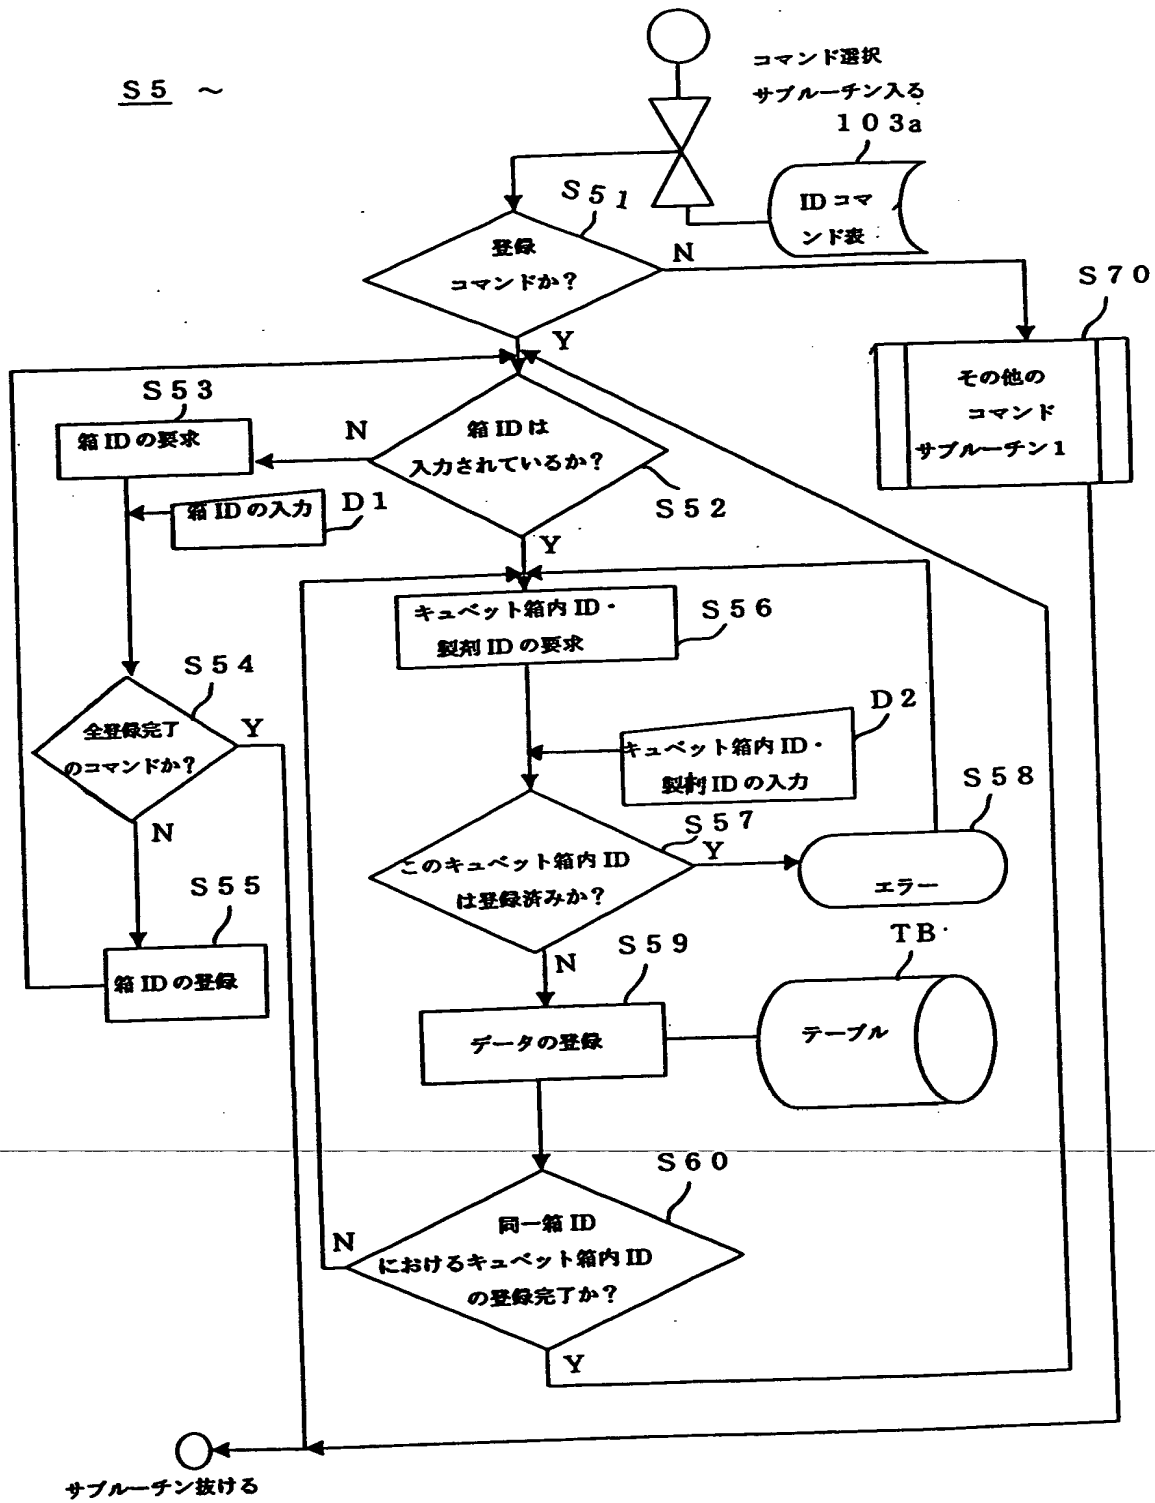 S5 ～
コマンド選択
サブルーチン入る
103a
IDコマ
ンド表
S51
登録
コマンドか？
N
S70
Y
その他の
コマンド
サブルーチン1
S53
箱IDの要求
N
箱IDは
入力されているか？
S52
箱IDの入力
D1
Y
キュベット箱内ID・
製剤IDの要求
S56
S54
全登録完了
のコマンドか？
Y
D2
キュベット箱内ID・
製剤IDの入力
S58
N
S57
このキュベット箱内ID
は登録済みか？
Y
エラー
S55
箱IDの登録
N
S59
TB
データの登録
テーブル
S60
同一箱ID
におけるキュベット箱内ID
の登録完了か？
N
Y
サブルーチン抜ける